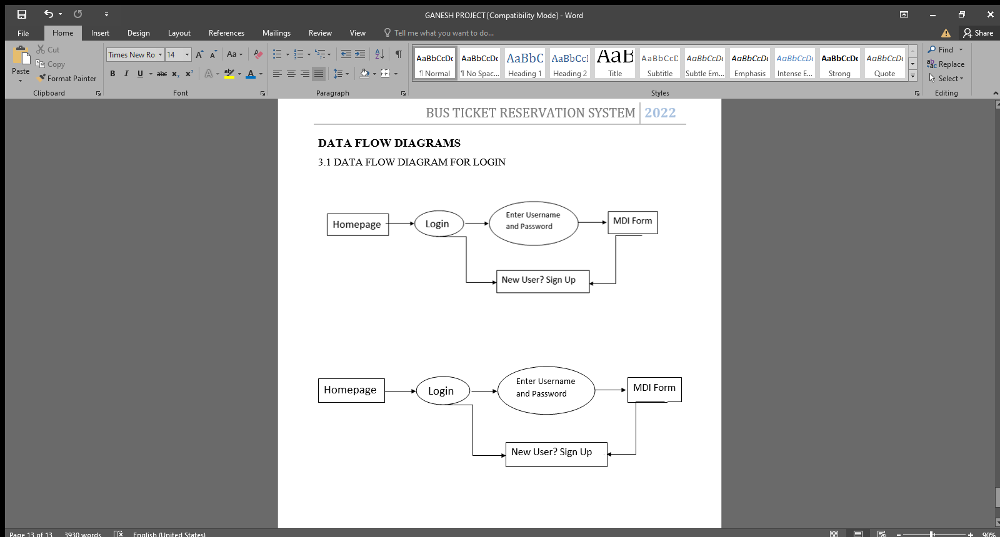 GANESH PROJECT [Compatibility Mode] - Word
File Home Insert Design Layout References Mailings Review View Tell me what you want to do... Share
Paste
Cut
Copy
Format Painter
Clipboard
Times New Ro 14
Aa
B I U abc x₂ x²
Font
Paragraph
AaBbCcDc AaBbCcDc AaBbC AaBbCcI AaB AaBbCcD AaBbCcDc AaBbCcDc AaBbCcDc AaBbCcDc AaBbCcDc
¶ Normal ¶ No Spac... Heading 1 Heading 2 Title Subtitle Subtle Em... Emphasis Intense E... Strong Quote
Styles
Find
Replace
Select
Editing
BUS TICKET RESERVATION SYSTEM 2022
DATA FLOW DIAGRAMS
3.1 DATA FLOW DIAGRAM FOR LOGIN
Homepage
Login
Enter Username
and Password
MDI Form
New User? Sign Up
Homepage
Login
Enter Username
and Password
MDI Form
New User? Sign Up
Page 13 of 13 3930 words English (United States) 90%